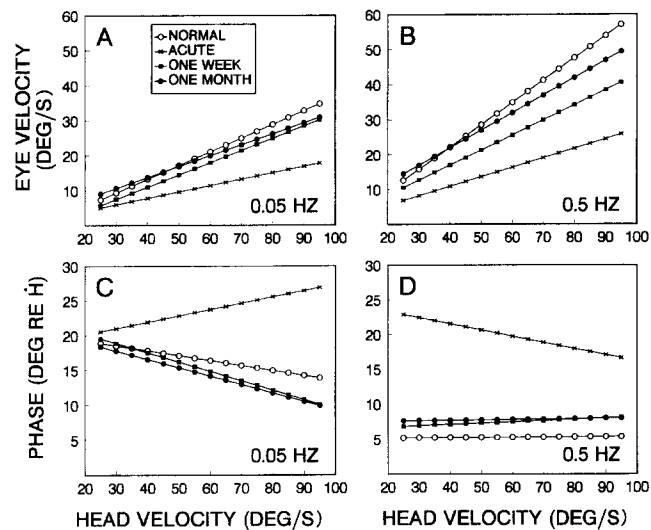 A
NORMAL
ACUTE
ONE WEEK
ONE MONTH
EYE VELOCITY
(DEG/S)
60
50
40
30
20
10
0.05 HZ
20 30 40 50 60 70 80 90 100
B
60
50
40
30
20
10
0.5 HZ
20 30 40 50 60 70 80 90 100
C
PHASE (DEG RE Ḣ)
30
25
20
15
10
5
0.05 HZ
20 30 40 50 60 70 80 90 100
HEAD VELOCITY (DEG/S)
D
30
25
20
15
10
5
0.5 HZ
20 30 40 50 60 70 80 90 100
HEAD VELOCITY (DEG/S)